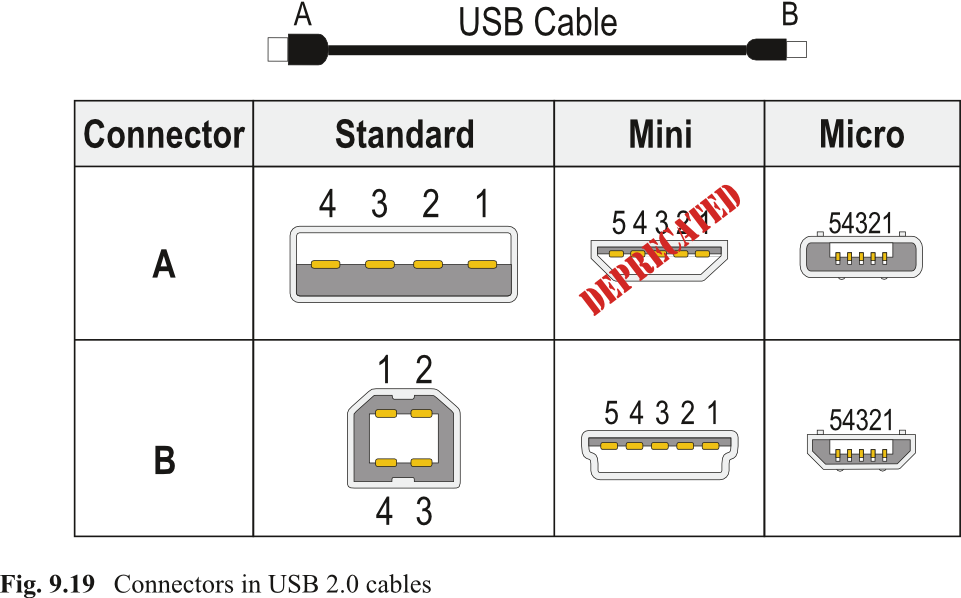 A USB Cable B
Connector Standard Mini Micro
A
4 3 2 1
5 4 3 2 1
DEPRECATED
54321
B
1 2
4 3
5 4 3 2 1
54321
Fig. 9.19 Connectors in USB 2.0 cables